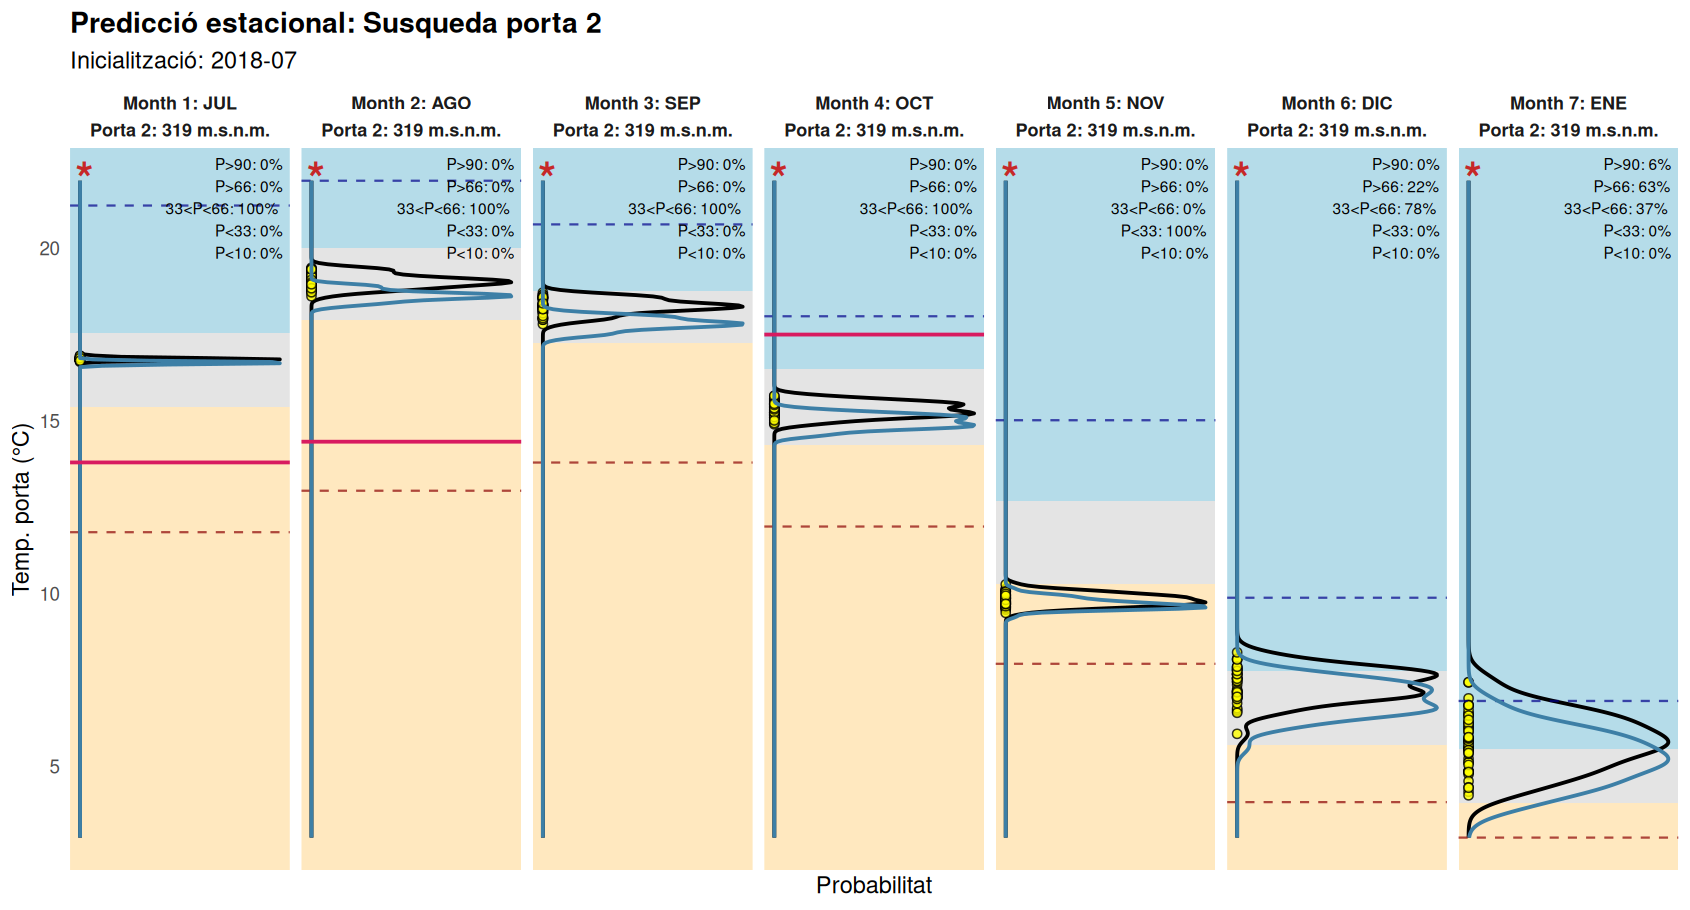 Predicció estacional: Susqueda porta 2
Inicialització: 2018-07
Month 1: JUL
Porta 2: 319 m.s.n.m.
Month 2: AGO
Porta 2: 319 m.s.n.m.
Month 3: SEP
Porta 2: 319 m.s.n.m.
Month 4: OCT
Porta 2: 319 m.s.n.m.
Month 5: NOV
Porta 2: 319 m.s.n.m.
Month 6: DIC
Porta 2: 319 m.s.n.m.
Month 7: ENE
Porta 2: 319 m.s.n.m.
*
P>90: 0%
P>66: 0%
33<P<66: 100%
P<33: 0%
P<10: 0%
*
P>90: 0%
P>66: 0%
33<P<66: 100%
P<33: 0%
P<10: 0%
*
P>90: 0%
P>66: 0%
33<P<66: 100%
P<33: 0%
P<10: 0%
*
P>90: 0%
P>66: 0%
33<P<66: 100%
P<33: 0%
P<10: 0%
*
P>90: 0%
P>66: 0%
33<P<66: 0%
P<33: 100%
P<10: 0%
*
P>90: 0%
P>66: 22%
33<P<66: 78%
P<33: 0%
P<10: 0%
*
P>90: 6%
P>66: 63%
33<P<66: 37%
P<33: 0%
P<10: 0%
20
15
10
5
Temp. porta (°C)
Probabilitat